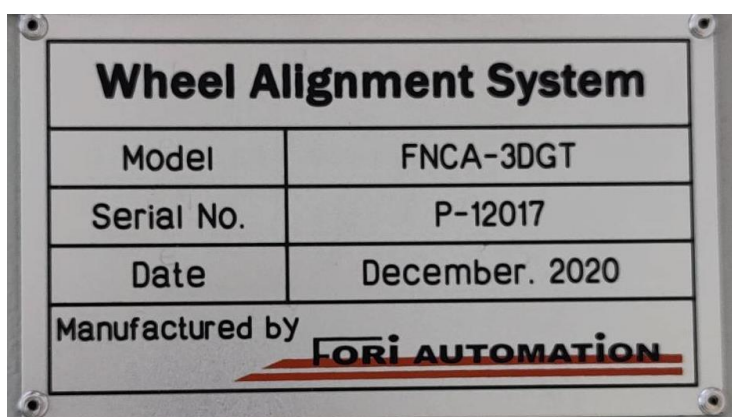 Wheel Alignment System
Model FNCA-3DGT
Serial No. P-12017
Date December. 2020
Manufactured by FORi AUTOMATiON